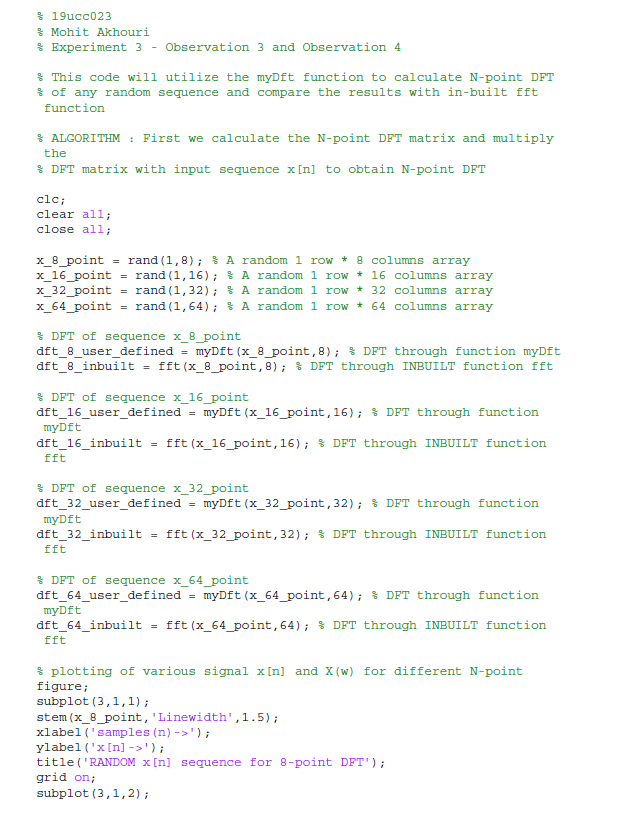 % 19ucc023
% Mohit Akhouri
% Experiment 3 - Observation 3 and Observation 4
% This code will utilize the myDft function to calculate N-point DFT
% of any random sequence and compare the results with in-built fft
function
% ALGORITHM : First we calculate the N-point DFT matrix and multiply
the
% DFT matrix with input sequence x[n] to obtain N-point DFT
clc;
clear all;
close all;
x_8_point = rand(1,8); % A random 1 row * 8 columns array
x_16_point = rand(1,16); % A random 1 row * 16 columns array
x_32_point = rand(1,32); % A random 1 row * 32 columns array
x_64_point = rand(1,64); % A random 1 row * 64 columns array
% DFT of sequence x_8_point
dft_8_user_defined = myDft(x_8_point,8); % DFT through function myDft
dft_8_inbuilt = fft(x_8_point,8); % DFT through INBUILT function fft
% DFT of sequence x_16_point
dft_16_user_defined = myDft(x_16_point,16); % DFT through function
myDft
dft_16_inbuilt = fft(x_16_point,16); % DFT through INBUILT function
fft
% DFT of sequence x_32_point
dft_32_user_defined = myDft(x_32_point,32); % DFT through function
myDft
dft_32_inbuilt = fft(x_32_point,32); % DFT through INBUILT function
fft
% DFT of sequence x_64_point
dft_64_user_defined = myDft(x_64_point,64); % DFT through function
myDft
dft_64_inbuilt = fft(x_64_point,64); % DFT through INBUILT function
fft
% plotting of various signal x[n] and X(w) for different N-point
figure;
subplot(3,1,1);
stem(x_8_point,'Linewidth',1.5);
xlabel('samples(n)->');
ylabel('x[n]->');
title('RANDOM x[n] sequence for 8-point DFT');
grid on;
subplot(3,1,2);